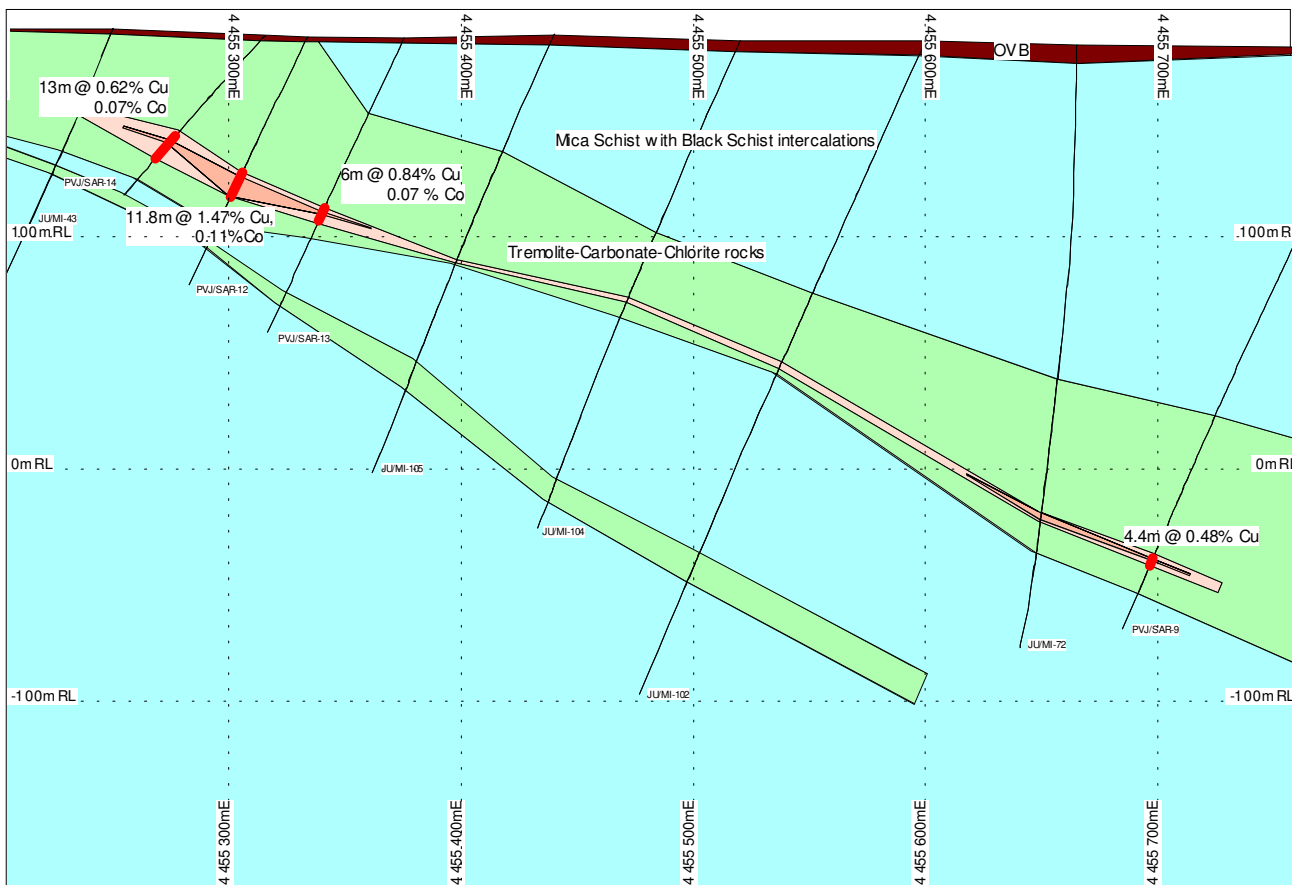 4 455 300mE
4 455 400mE
4 455 500mE
4 455 600mE
4 455 700mE
OVB
13m @ 0.62% Cu
0.07% Co
Mica Schist with Black Schist intercalations
6m @ 0.84% Cu
0.07 % Co
PVJ/SAR-14
JU/MI-43
11.8m @ 1.47% Cu,
0.11%Co
100mRL
100mR
Tremolite-Carbonate-Chlorite rocks
PVJ/SAR-12
PVJ/SAR-13
0mRL
JU/MI-105
0mRL
JU/MI-104
4.4m @ 0.48% Cu
PVJ/SAR-9
JU/MI-72
JU/MI-102
-100mRL
-100mRL
4 455 300mE
4 455 400mE
4 455 500mE
4 455 600mE
4 455 700mE